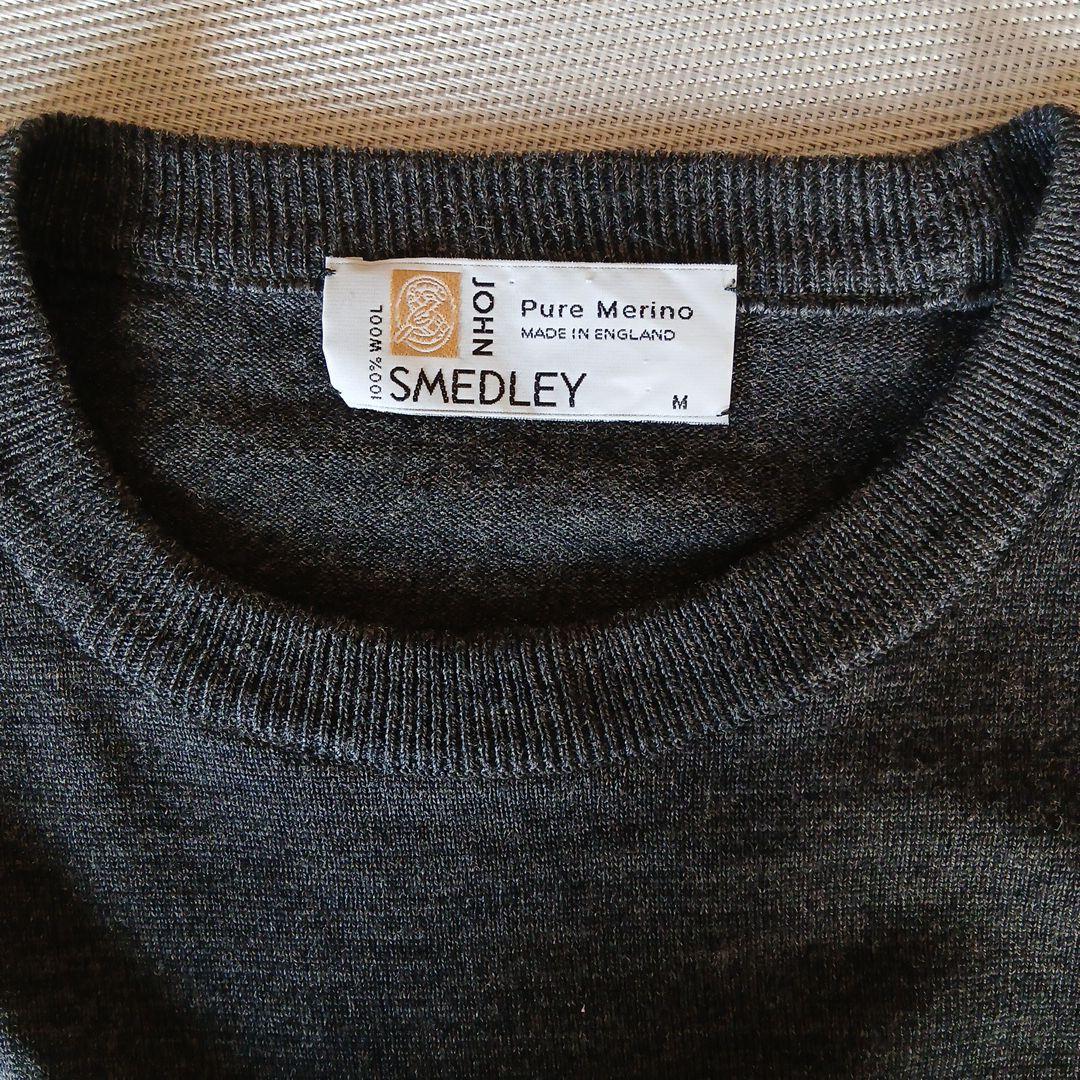 100% WOOL
JOHN
SMEDLEY
Pure Merino
MADE IN ENGLAND
M